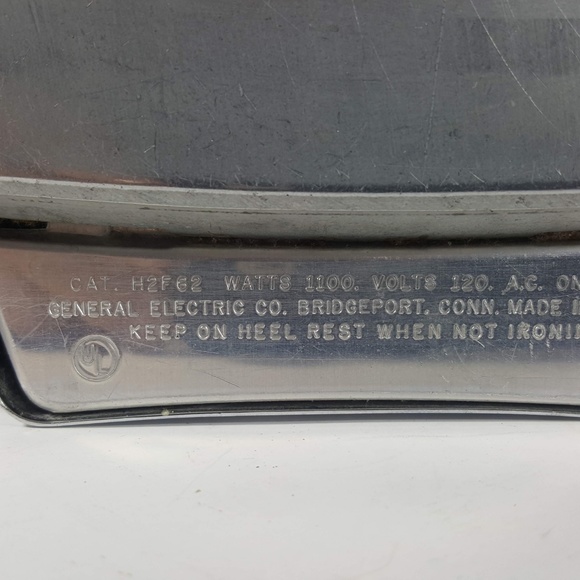 CAT. H2F62 WATTS 1100. VOLTS 120. A.C. ON
GENERAL ELECTRIC CO. BRIDGEPORT, CONN. MADE
KEEP ON HEEL REST WHEN NOT IRONI
UL